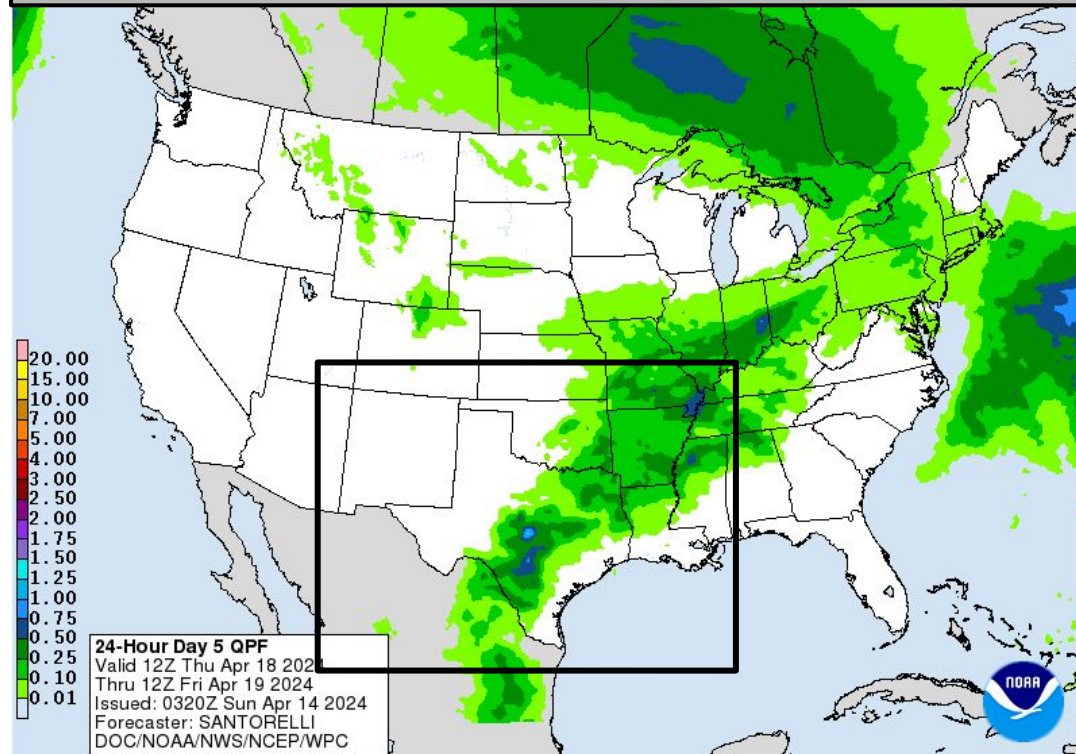 20.00
15.00
10.00
7.00
5.00
4.00
3.00
2.50
2.00
1.75
1.50
1.25
1.00
0.75
0.50
0.25
0.10
0.01
24-Hour Day 5 QPF
Valid 12Z Thu Apr 18 2024
Thru 12Z Fri Apr 19 2024
Issued: 0320Z Sun Apr 14 2024
Forecaster: SANTORELLI
DOC/NOAA/NWS/NCEP/WPC
NOAA